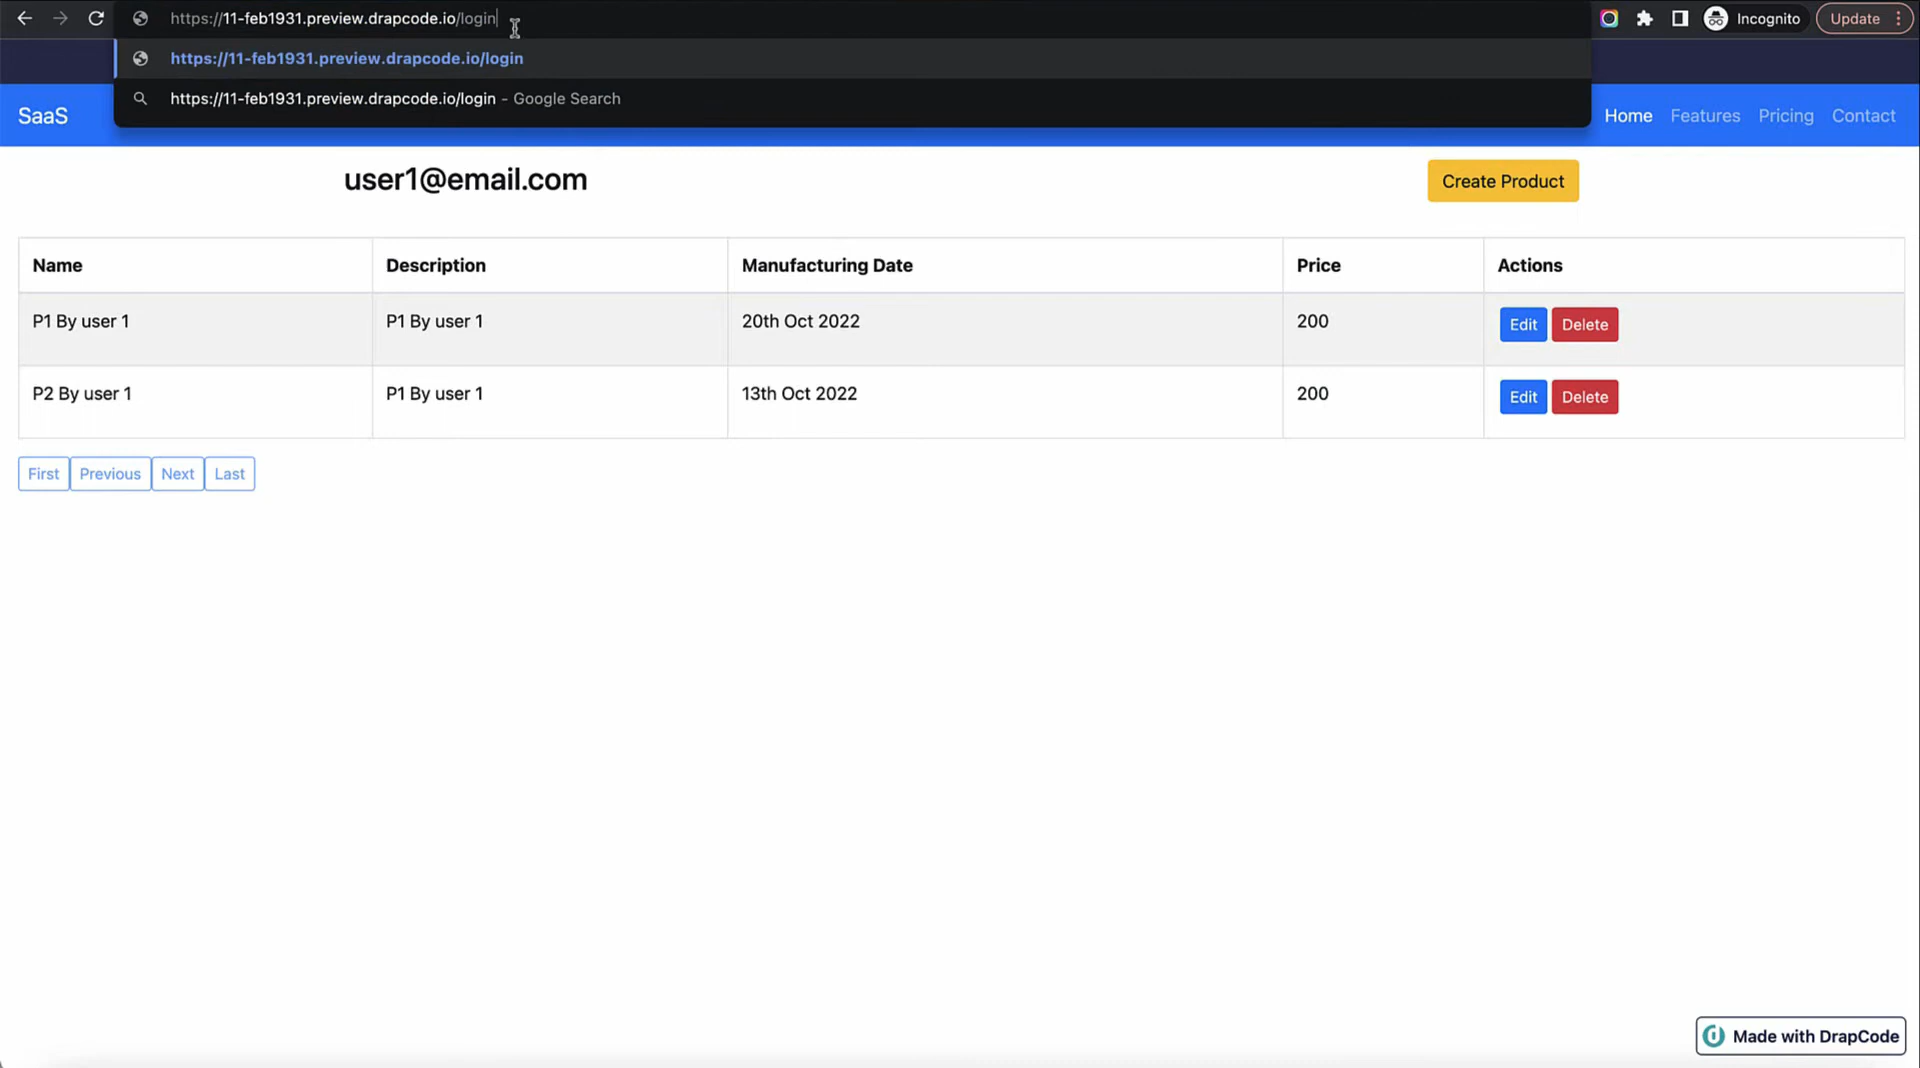 https://11-feb1931.preview.drapcode.io/login
Incognito
Update
https://11-feb1931.preview.drapcode.io/login
https://11-feb1931.preview.drapcode.io/login - Google Search
SaaS
Home Features Pricing Contact
user1@email.com
Create Product
Name Description Manufacturing Date Price Actions
P1 By user 1 P1 By user 1 20th Oct 2022 200 Edit Delete
P2 By user 1 P1 By user 1 13th Oct 2022 200 Edit Delete
First Previous Next Last
Made with DrapCode